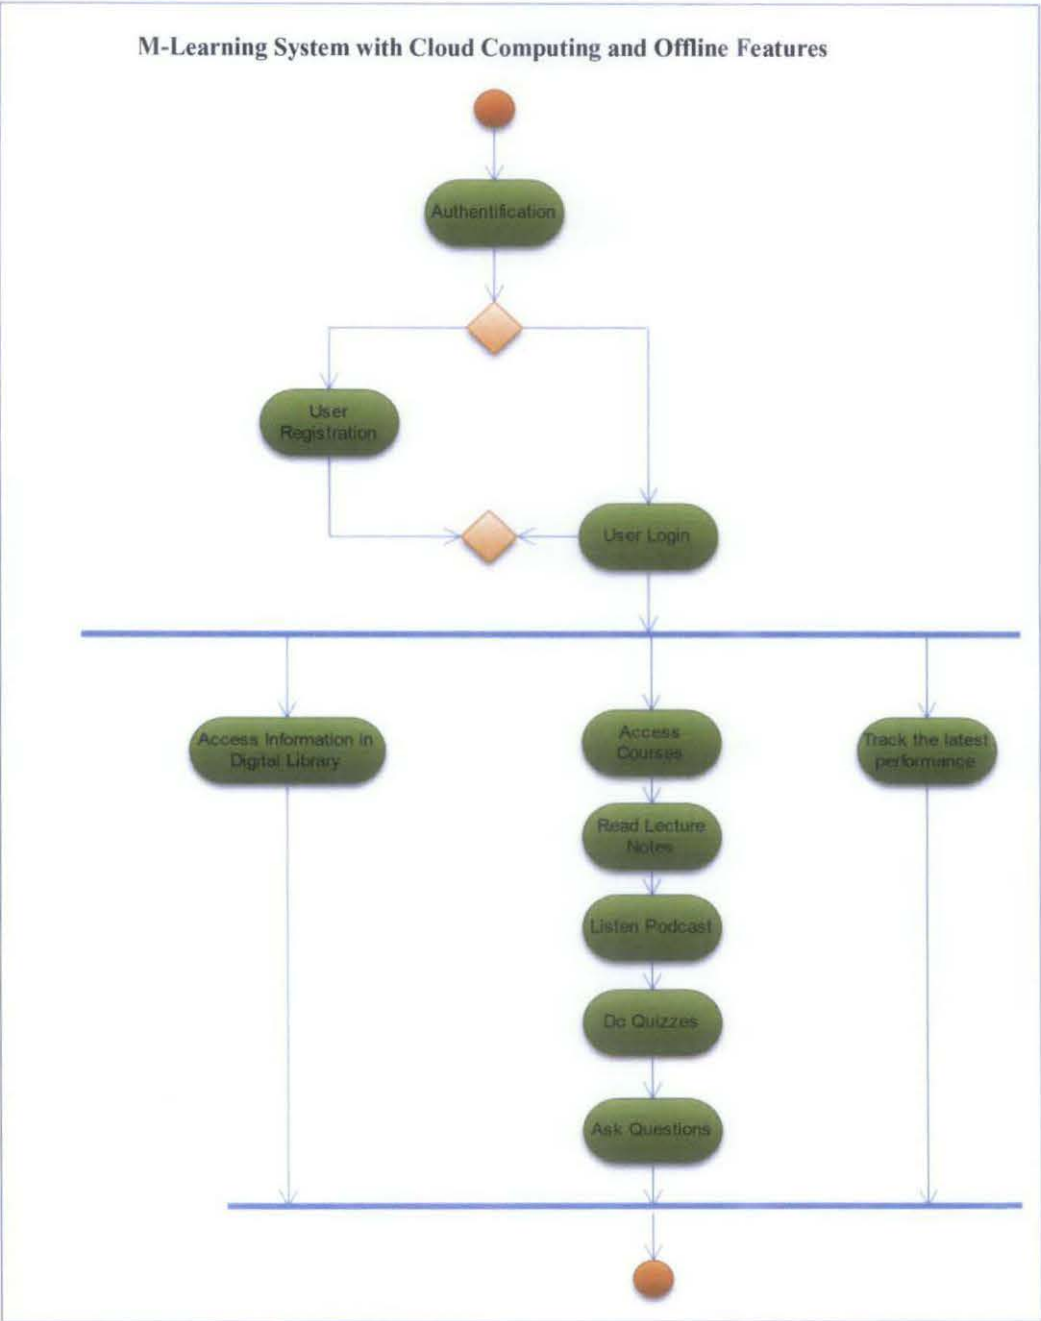 M-Learning System with Cloud Computing and Offline Features
Authentification
User
Registration
User Login
Access Information in
Digital Library
Access
Courses
Track the latest
performance
Read Lecture
Notes
Listen Podcast
Do Quizzes
Ask Questions